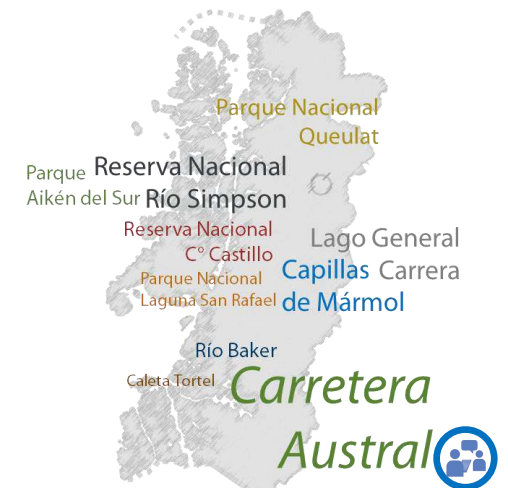 Parque Nacional
Queulat
Reserva Nacional
Río Simpson
Parque
Aikén del Sur
Reserva Nacional
C° Castillo
Lago General
Carrera
Parque Nacional
Laguna San Rafael
Capillas
de Mármol
Río Baker
Caleta Tortel
Carretera
Austral